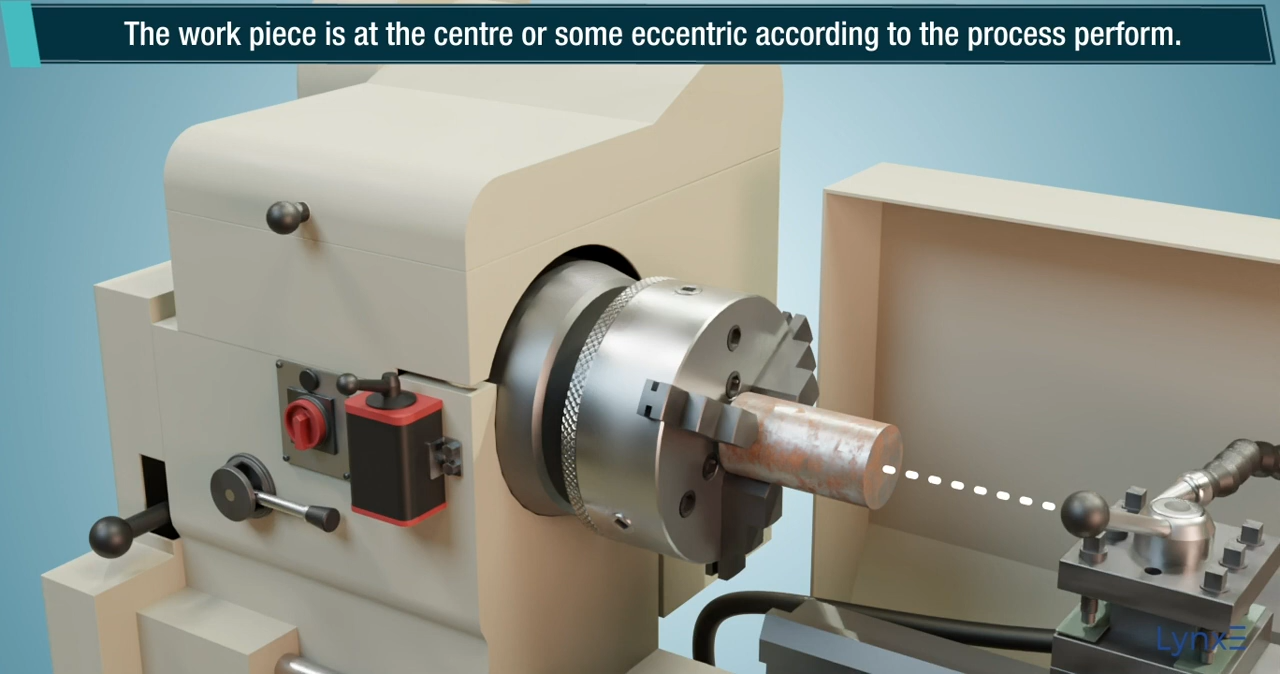 The work piece is at the centre or some eccentric according to the process perform.
LynxE